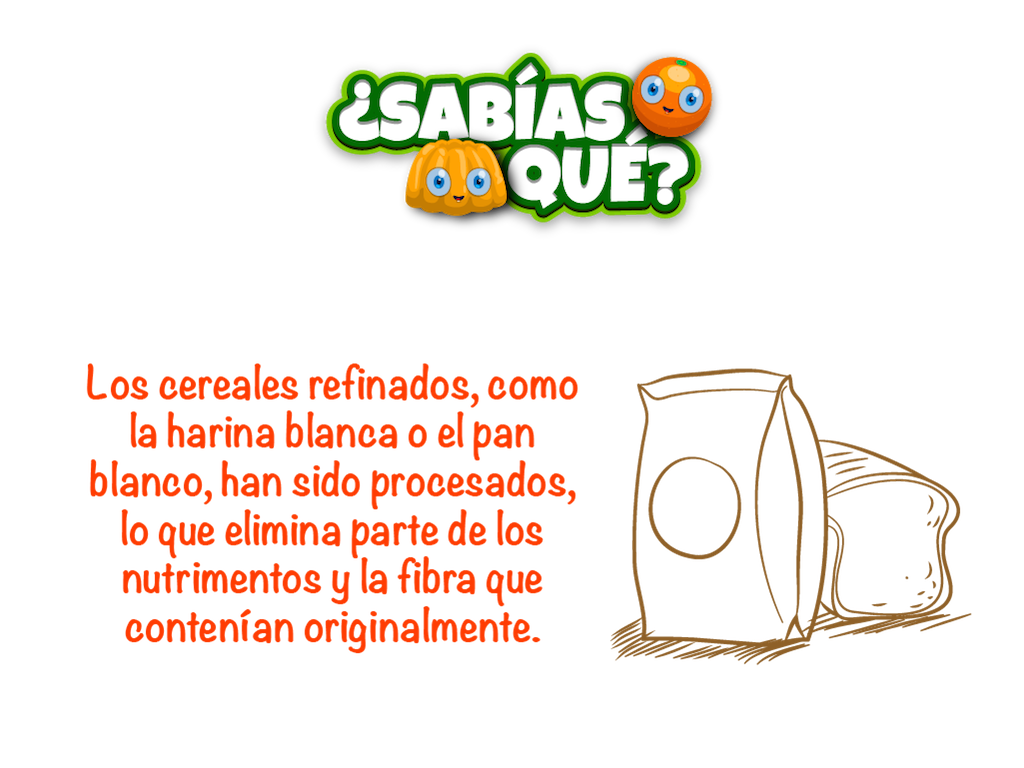 ¿SABÍAS
QUÉ?
Los cereales refinados, como
la harina blanca o el pan
blanco, han sido procesados,
lo que elimina parte de los
nutrimentos y la fibra que
contenían originalmente.